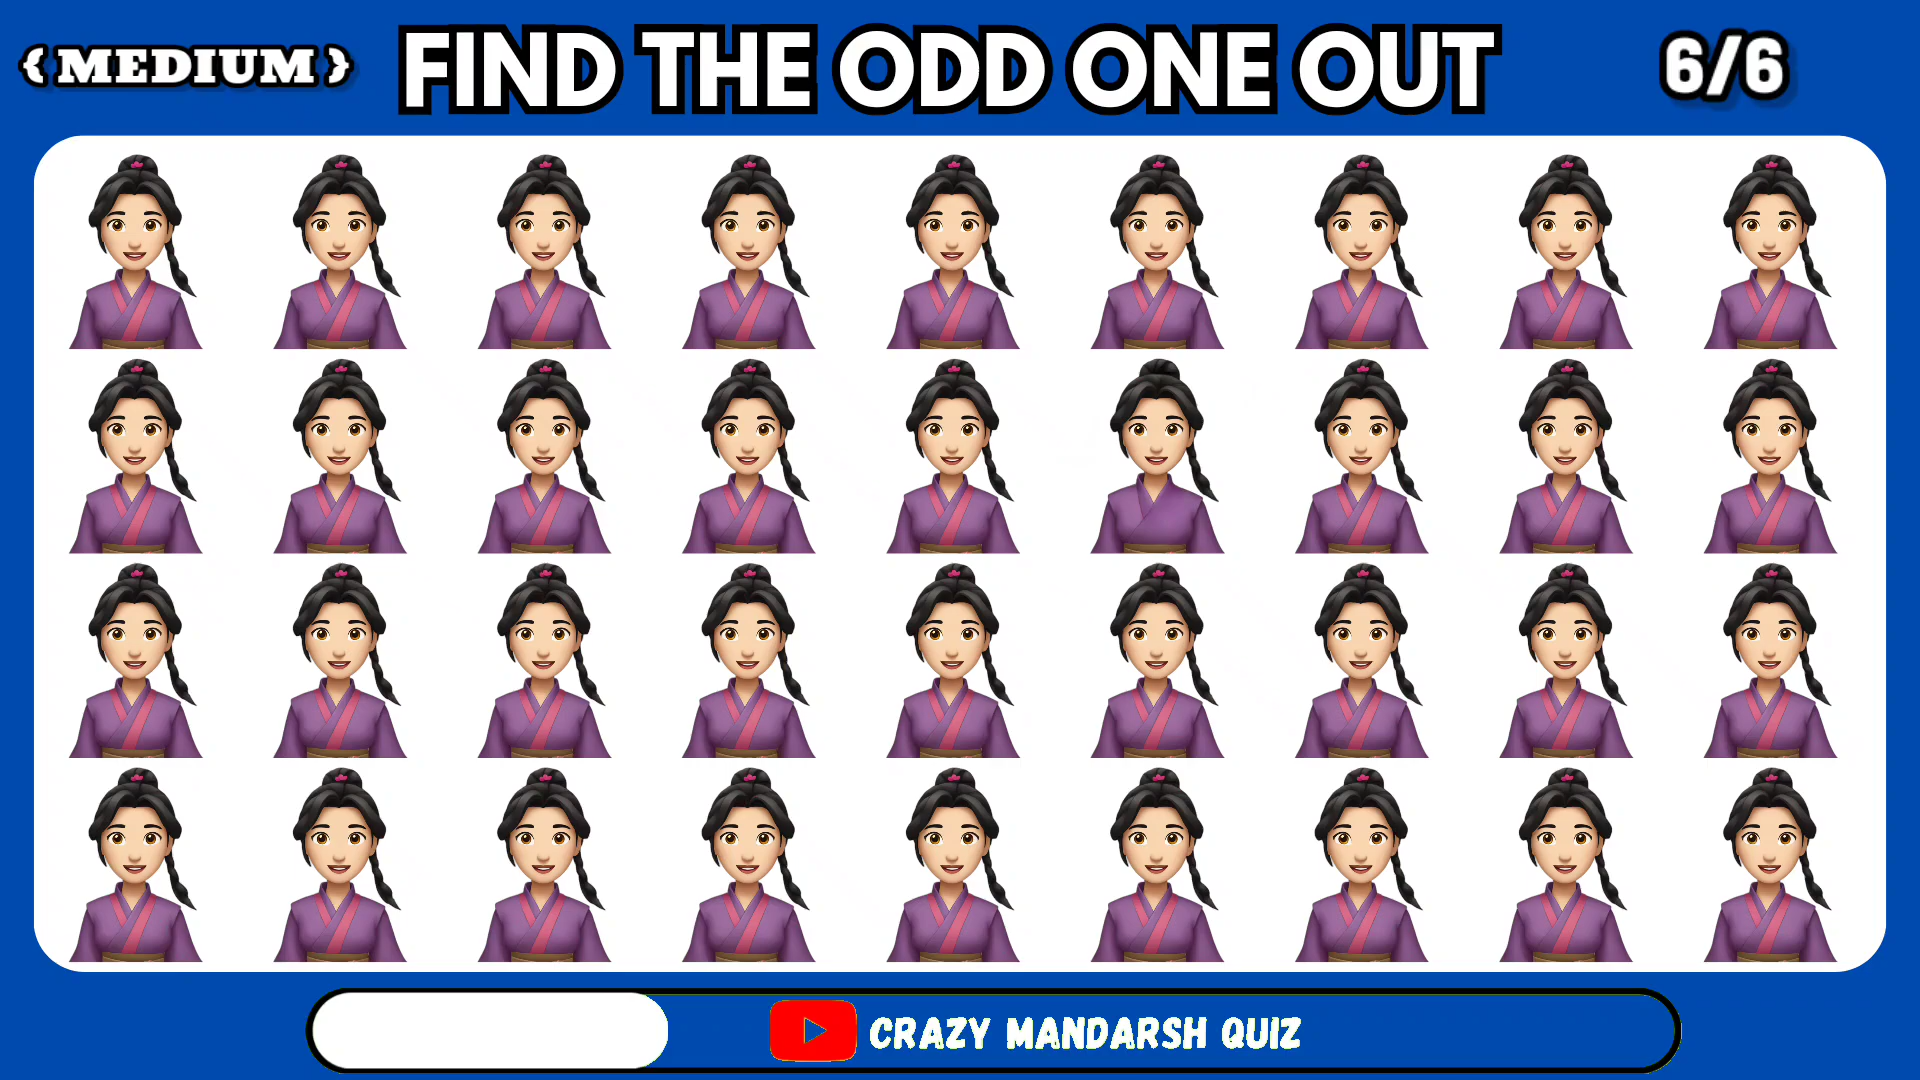 { MEDIUM }
FIND THE ODD ONE OUT
6/6
CRAZY MANDARSH QUIZ